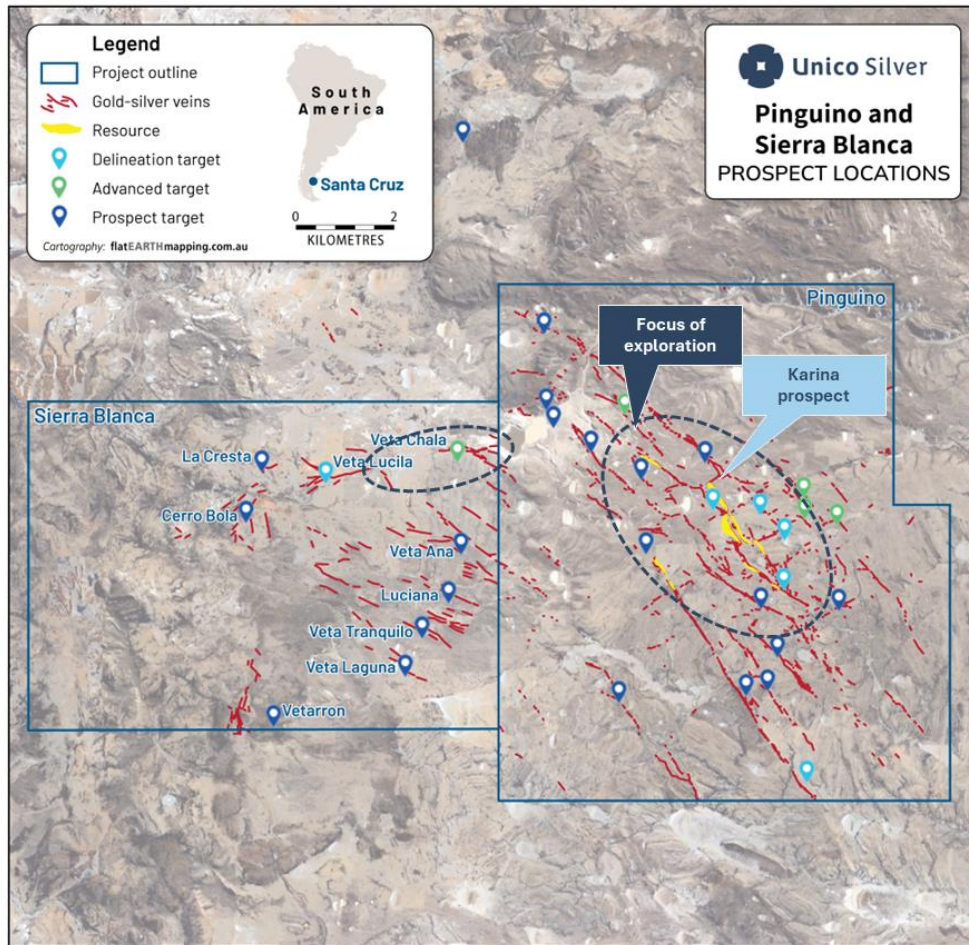 Legend
Project outline
Gold-silver veins
Resource
Delineation target
Advanced target
Prospect target
Cartography: flatEARTHmapping.com.au
South
America
Santa Cruz
0 2
KILOMETRES
Unico Silver
Pinguino and
Sierra Blanca
PROSPECT LOCATIONS
Pinguino
Focus of
exploration
Karina
prospect
Sierra Blanca
Veta Chala
La Cresta
Veta Lucila
Cerro Bola
Veta Ana
Luciana
Veta Tranquilo
Veta Laguna
Vetarron